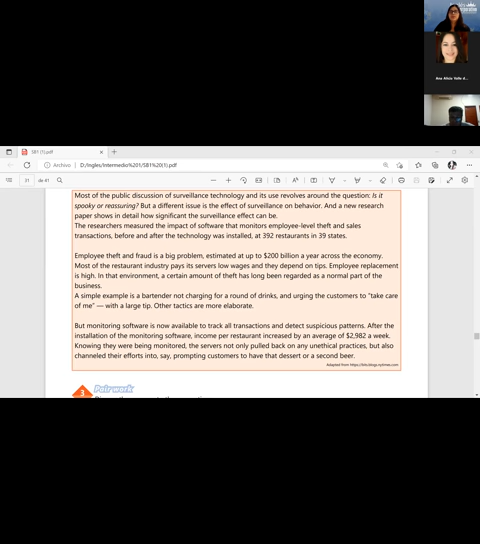 Ana Alicia Yollo d...
SB1 (1).pdf
Archivo | D:/Ingles/Intermedio%201/SB1%20(1).pdf
31 de 41
Most of the public discussion of surveillance technology and its use revolves around the question: Is it
spooky or reassuring? But a different issue is the effect of surveillance on behavior. And a new research
paper shows in detail how significant the surveillance effect can be.
The researchers measured the impact of software that monitors employee-level theft and sales
transactions, before and after the technology was installed, at 392 restaurants in 39 states.
Employee theft and fraud is a big problem, estimated at up to $200 billion a year across the economy.
Most of the restaurant industry pays its servers low wages and they depend on tips. Employee replacement
is high. In that environment, a certain amount of theft has long been regarded as a normal part of the
business.
A simple example is a bartender not charging for a round of drinks, and urging the customers to "take care
of me" — with a large tip. Other tactics are more elaborate.
But monitoring software is now available to track all transactions and detect suspicious patterns. After the
installation of the monitoring software, income per restaurant increased by an average of $2,982 a week.
Knowing they were being monitored, the servers not only pulled back on any unethical practices, but also
channeled their efforts into, say, prompting customers to have that dessert or a second beer.
Adapted from https://bits.blogs.nytimes.com
3 Pair work